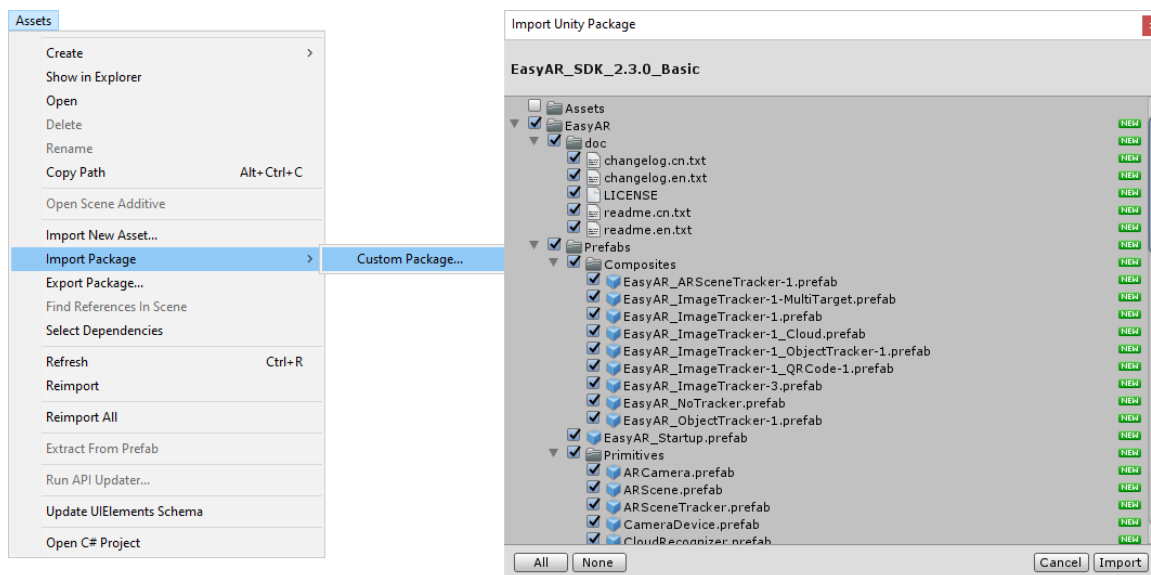 Assets
Create
Show in Explorer
Open
Delete
Rename
Copy Path Alt+Ctrl+C
Open Scene Additive
Import New Asset...
Import Package
Custom Package...
Export Package...
Find References In Scene
Select Dependencies
Refresh Ctrl+R
Reimport
Reimport All
Extract From Prefab
Run API Updater...
Update UIElements Schema
Open C# Project
Import Unity Package
EasyAR_SDK_2.3.0_Basic
Assets
EasyAR NEW
doc NEW
changelog.cn.txt NEW
changelog.en.txt NEW
LICENSE NEW
readme.cn.txt NEW
readme.en.txt NEW
Prefabs NEW
Composites NEW
EasyAR_ARSceneTracker-1.prefab NEW
EasyAR_ImageTracker-1-MultiTarget.prefab NEW
EasyAR_ImageTracker-1.prefab NEW
EasyAR_ImageTracker-1_Cloud.prefab NEW
EasyAR_ImageTracker-1_ObjectTracker-1.prefab NEW
EasyAR_ImageTracker-1_QRCode-1.prefab NEW
EasyAR_ImageTracker-3.prefab NEW
EasyAR_NoTracker.prefab NEW
EasyAR_ObjectTracker-1.prefab NEW
EasyAR_Startup.prefab NEW
Primitives NEW
ARCamera.prefab NEW
ARScene.prefab NEW
ARSceneTracker.prefab NEW
CameraDevice.prefab NEW
CloudRecognizer.prefab NEW
All None Cancel Import